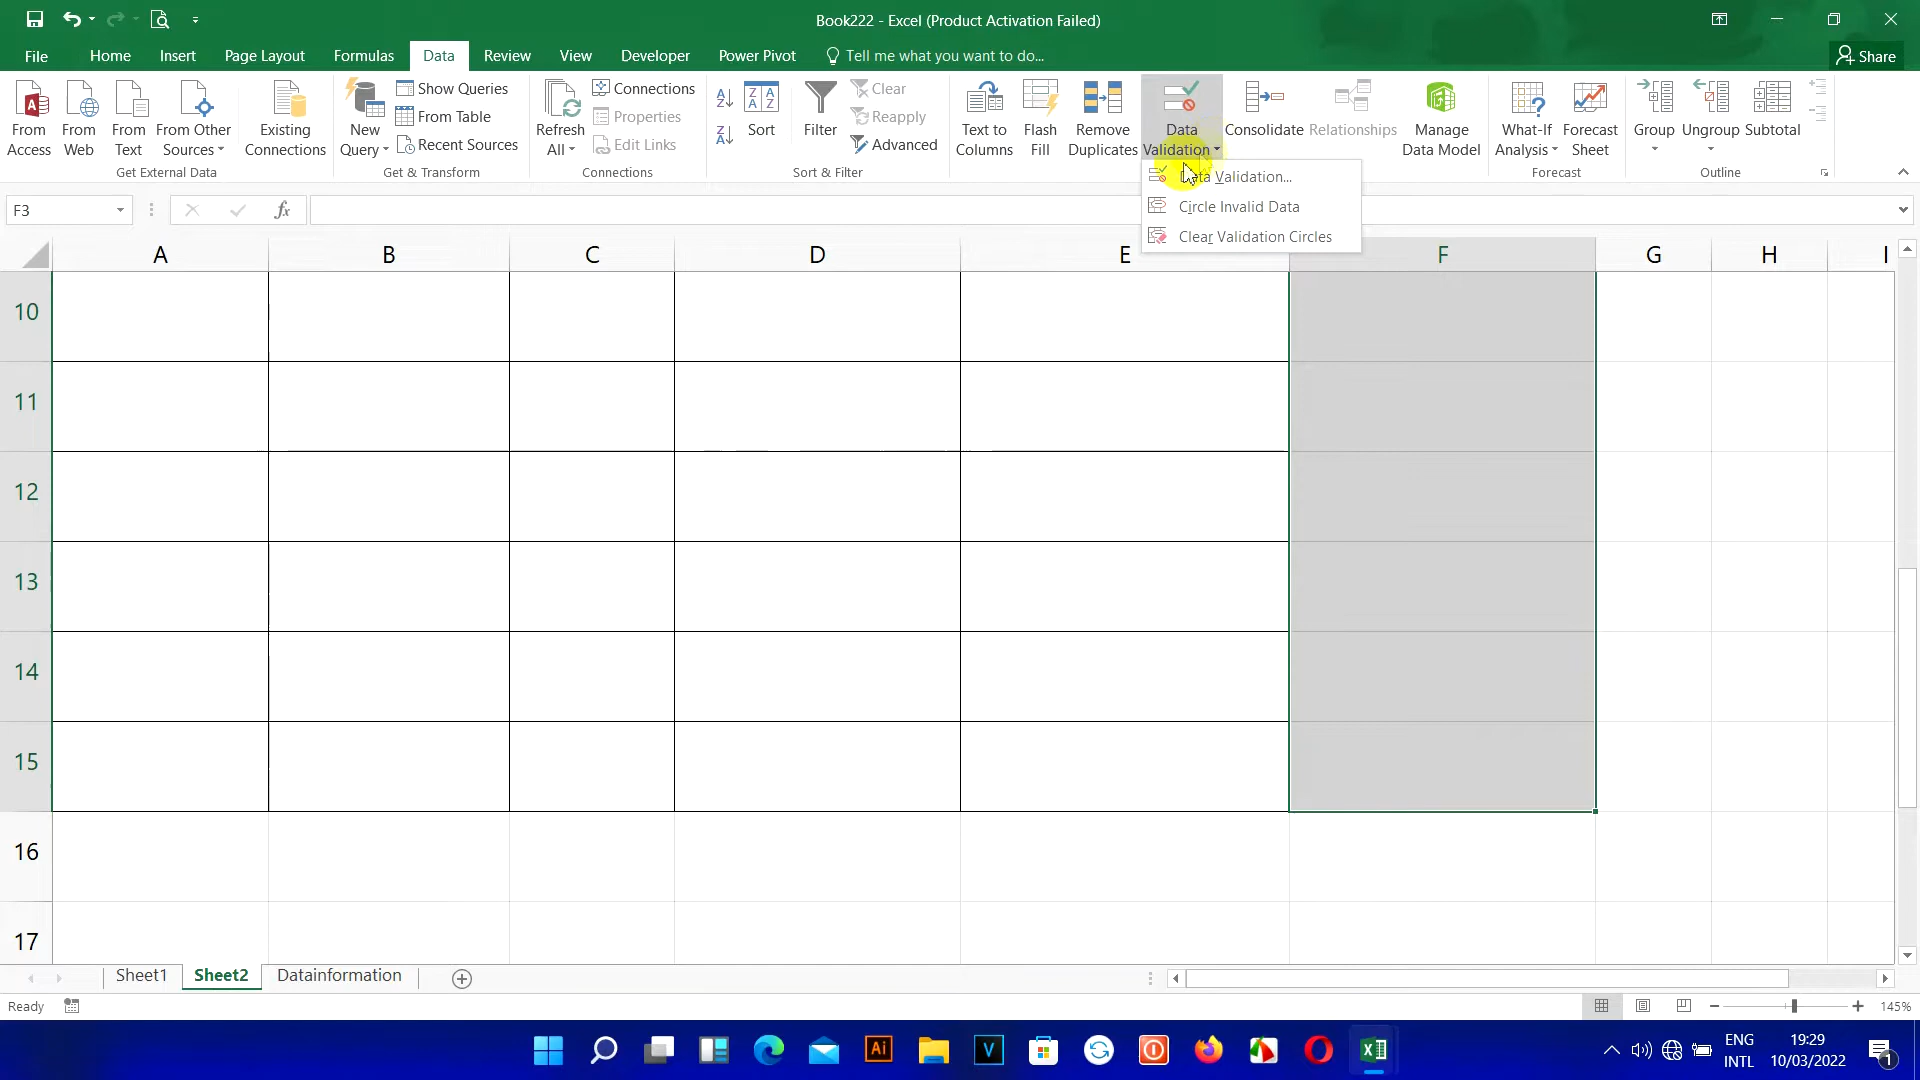 Book222 - Excel (Product Activation Failed)
File Home Insert Page Layout Formulas Data Review View Developer Power Pivot Tell me what you want to do... Share
From Access
From Web
From Text
From Other Sources
Existing Connections
Get External Data
New Query
Show Queries
From Table
Recent Sources
Get & Transform
Refresh All
Connections
Properties
Edit Links
Connections
Sort
Filter
Clear
Reapply
Advanced
Sort & Filter
Text to Columns
Flash Fill
Remove Duplicates
Data Validation
Consolidate
Relationships
Manage Data Model
What-If Analysis
Forecast Sheet
Forecast
Group
Ungroup
Subtotal
Outline
Validation...
Circle Invalid Data
Clear Validation Circles
F3
fx
A B C D E F G H I
10
11
12
13
14
15
16
17
Sheet1 Sheet2 Datainformation
Ready
145%
ENG
INTL
19:29
10/03/2022
1